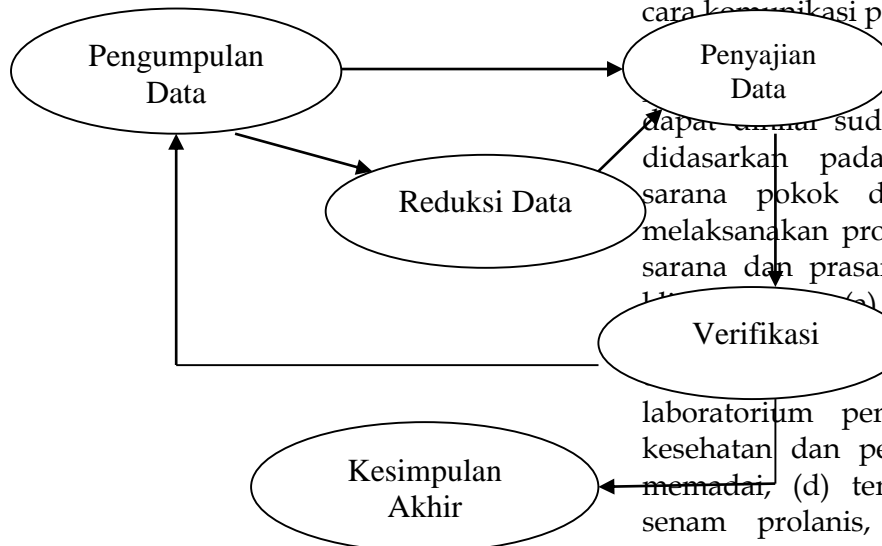 Pengumpulan
Data
Penyajian
Data
Reduksi Data
Verifikasi
Kesimpulan
Akhir
cara komunikasi p
dapat dinilai sud
didasarkan pada
sarana pokok d
melaksanakan pro
sarana dan prasar
laboratorium per
kesehatan dan pe
memadai, (d) ter
senam prolanis,